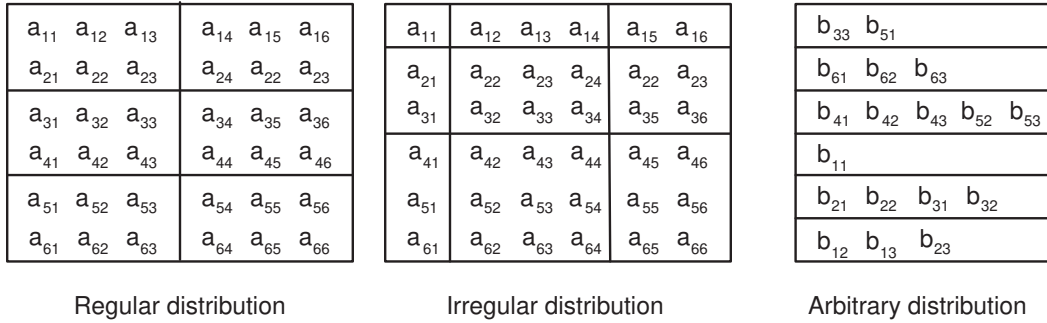 a₁₁ a₁₂ a₁₃ a₁₄ a₁₅ a₁₆
a₂₁ a₂₂ a₂₃ a₂₄ a₂₂ a₂₃
a₃₁ a₃₂ a₃₃ a₃₄ a₃₅ a₃₆
a₄₁ a₄₂ a₄₃ a₄₄ a₄₅ a₄₆
a₅₁ a₅₂ a₅₃ a₅₄ a₅₅ a₅₆
a₆₁ a₆₂ a₆₃ a₆₄ a₆₅ a₆₆
Regular distribution
a₁₁ a₁₂ a₁₃ a₁₄ a₁₅ a₁₆
a₂₁ a₂₂ a₂₃ a₂₄ a₂₂ a₂₃
a₃₁ a₃₂ a₃₃ a₃₄ a₃₅ a₃₆
a₄₁ a₄₂ a₄₃ a₄₄ a₄₅ a₄₆
a₅₁ a₅₂ a₅₃ a₅₄ a₅₅ a₅₆
a₆₁ a₆₂ a₆₃ a₆₄ a₆₅ a₆₆
Irregular distribution
b₃₃ b₅₁
b₆₁ b₆₂ b₆₃
b₄₁ b₄₂ b₄₃ b₅₂ b₅₃
b₁₁
b₂₁ b₂₂ b₃₁ b₃₂
b₁₂ b₁₃ b₂₃
Arbitrary distribution